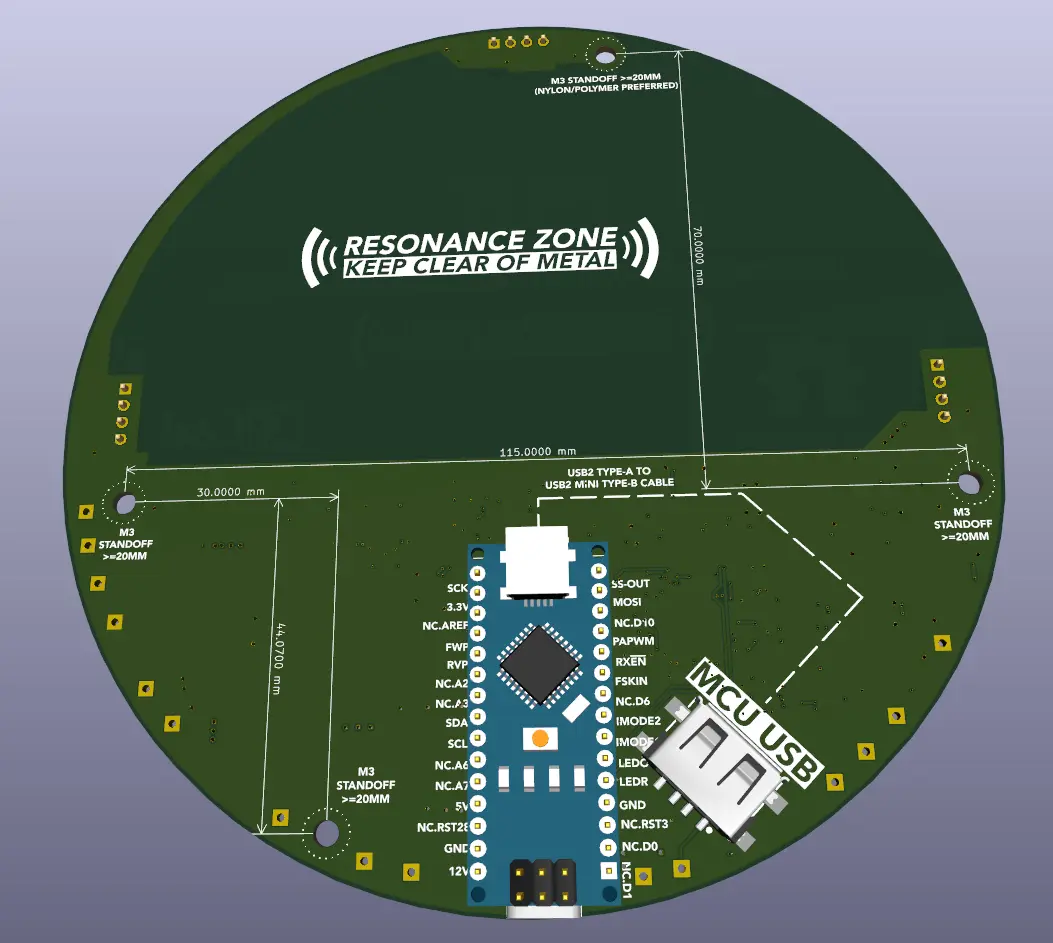 M3 STANDOFF >=20MM
(NYLON/POLYMER PREFERRED)
RESONANCE ZONE
KEEP CLEAR OF METAL
70.0000 mm
115.0000 mm
USB2 TYPE-A TO
USB2 MINI TYPE-B CABLE
30.0000 mm
M3
STANDOFF
>=20MM
M3
STANDOFF
>=20MM
44.0700 mm
SCK
3.3V
NC.AREF
FWP
RVP
NC.A2
NC.A3
SDA
SCL
NC.A6
NC.A7
5V
NC.RST28
GND
12V
SS-OUT
MOSI
NC.D10
PAPWM
RXEN
FSKIN
NC.D6
IMODE2
LEDR
GND
NC.RST3
NC.D0
NC.D1
MCU USB
M3
STANDOFF
>=20MM